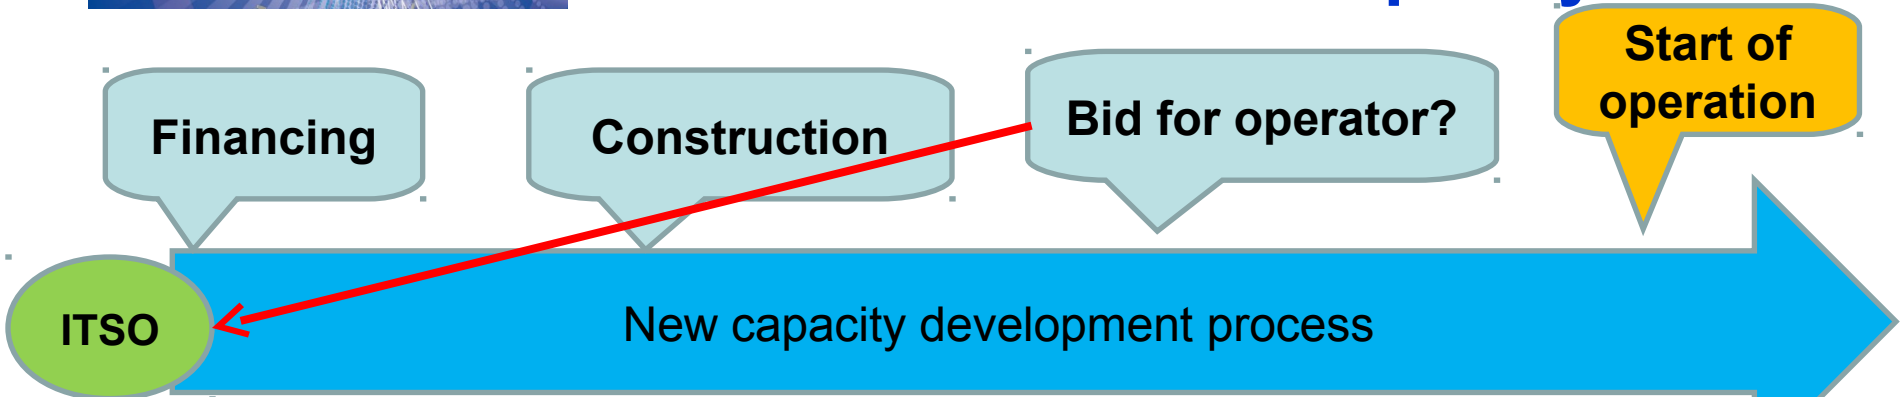 Start of
operation
Financing
Construction
Bid for operator?
ITSO
New capacity development process